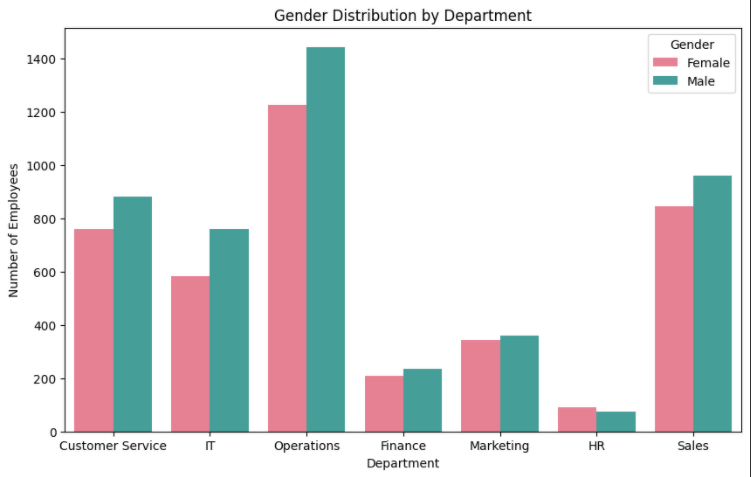 Gender Distribution by Department
Gender
Female
Male
Number of Employees
1400
1200
1000
800
600
400
200
0
Customer Service IT Operations Finance Marketing HR Sales
Department